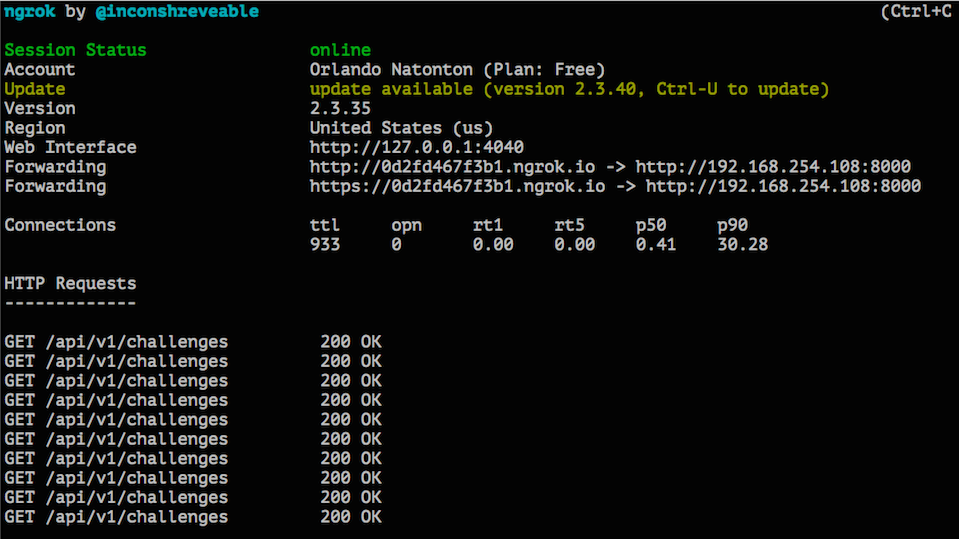 ngrok by @inconshreveable (Ctrl+C
Session Status online
Account Orlando Natonton (Plan: Free)
Update update available (version 2.3.40, Ctrl-U to update)
Version 2.3.35
Region United States (us)
Web Interface http://127.0.0.1:4040
Forwarding http://0d2fd467f3b1.ngrok.io -> http://192.168.254.108:8000
Forwarding https://0d2fd467f3b1.ngrok.io -> http://192.168.254.108:8000
Connections ttl opn rt1 rt5 p50 p90
933 0 0.00 0.00 0.41 30.28
HTTP Requests
-------------
GET /api/v1/challenges 200 OK
GET /api/v1/challenges 200 OK
GET /api/v1/challenges 200 OK
GET /api/v1/challenges 200 OK
GET /api/v1/challenges 200 OK
GET /api/v1/challenges 200 OK
GET /api/v1/challenges 200 OK
GET /api/v1/challenges 200 OK
GET /api/v1/challenges 200 OK
GET /api/v1/challenges 200 OK